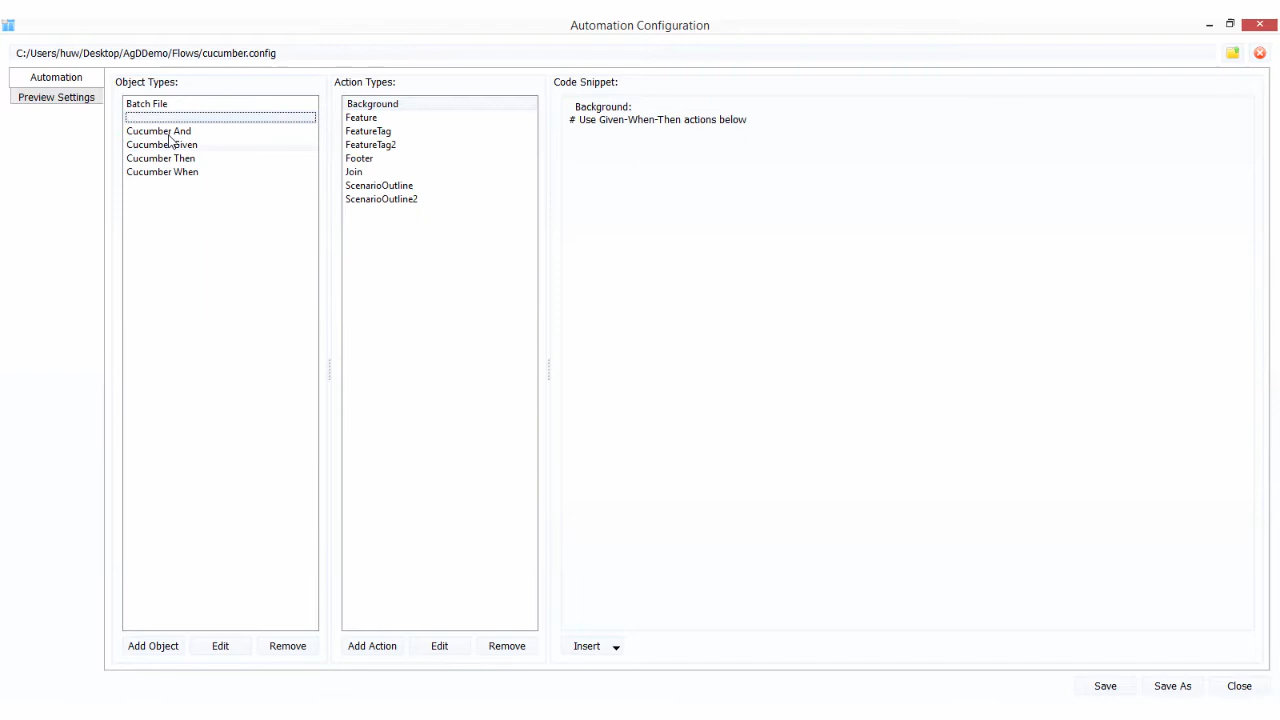 Automation Configuration
C:/Users/huw/Desktop/AgDDemo/Flows/cucumber.config
Automation
Preview Settings
Object Types:
Batch File
Cucumber And
Cucumber Given
Cucumber Then
Cucumber When
Add Object
Edit
Remove
Action Types:
Background
Feature
FeatureTag
FeatureTag2
Footer
Join
ScenarioOutline
ScenarioOutline2
Add Action
Edit
Remove
Code Snippet:
Background:
# Use Given-When-Then actions below
Insert
Save
Save As
Close